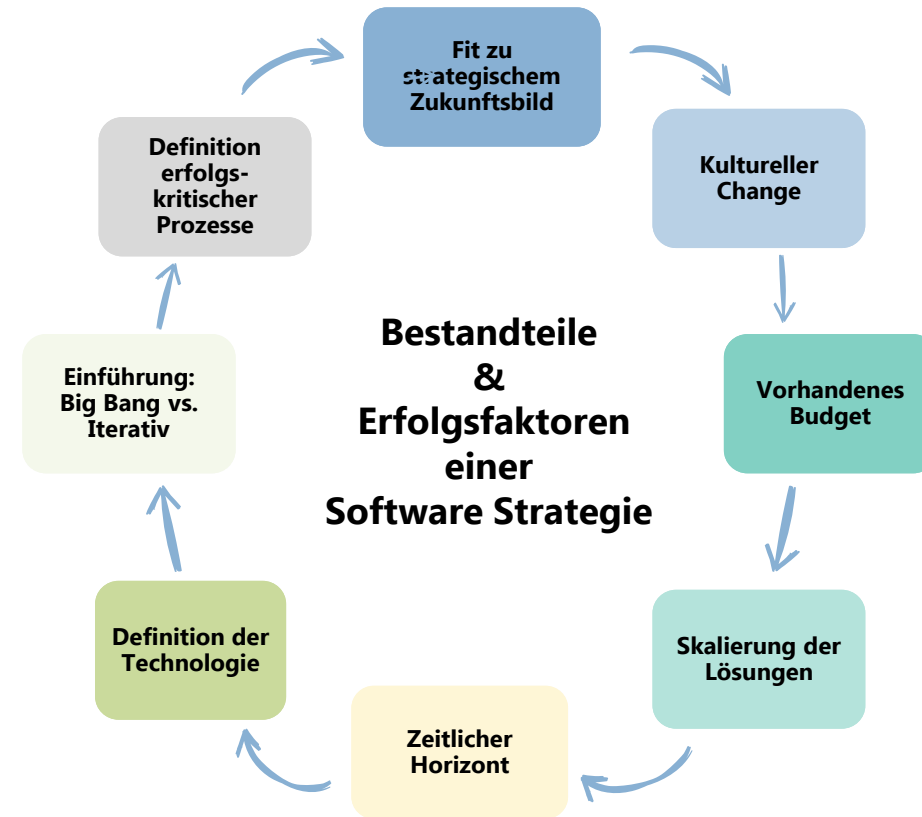 Fit zu
strategischem
Zukunftsbild
Kultureller
Change
Vorhandenes
Budget
Skalierung der
Lösungen
Zeitlicher
Horizont
Definition der
Technologie
Einführung:
Big Bang vs.
Iterativ
Definition
erfolgs-
kritischer
Prozesse
Bestandteile
&
Erfolgsfaktoren
einer
Software Strategie